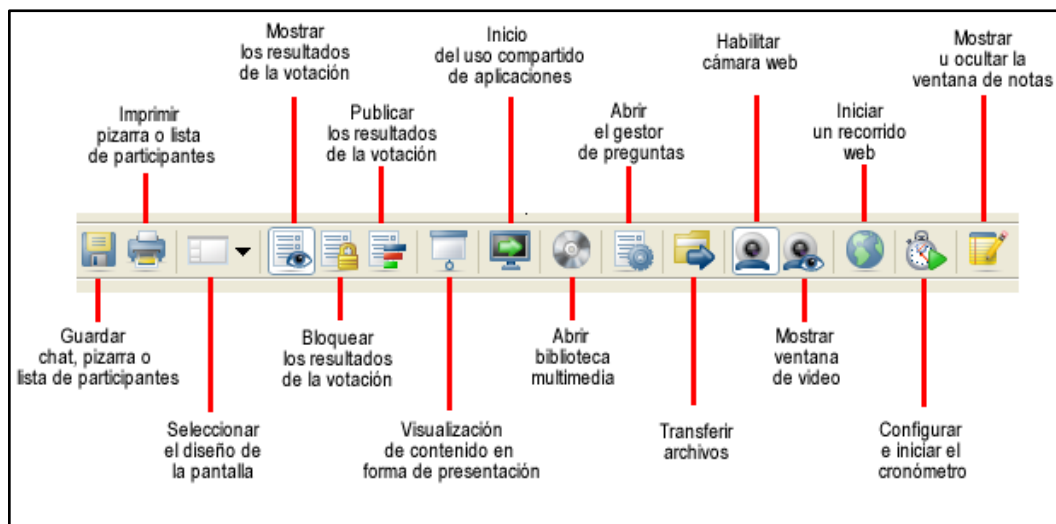 Mostrar
los resultados
de la votación
Inicio
del uso compartido
de aplicaciones
Habilitar
cámara web
Mostrar
u ocultar la
ventana de notas
Imprimir
pizarra o lista
de participantes
Publicar
los resultados
de la votación
Abrir
el gestor
de preguntas
Iniciar
un recorrido
web
Guardar
chat, pizarra o
lista de participantes
Bloquear
los resultados
de la votación
Abrir
biblioteca
multimedia
Mostrar
ventana
de video
Seleccionar
el diseño de
la pantalla
Visualización
de contenido en
forma de presentación
Transferir
archivos
Configurar
e iniciar el
cronómetro